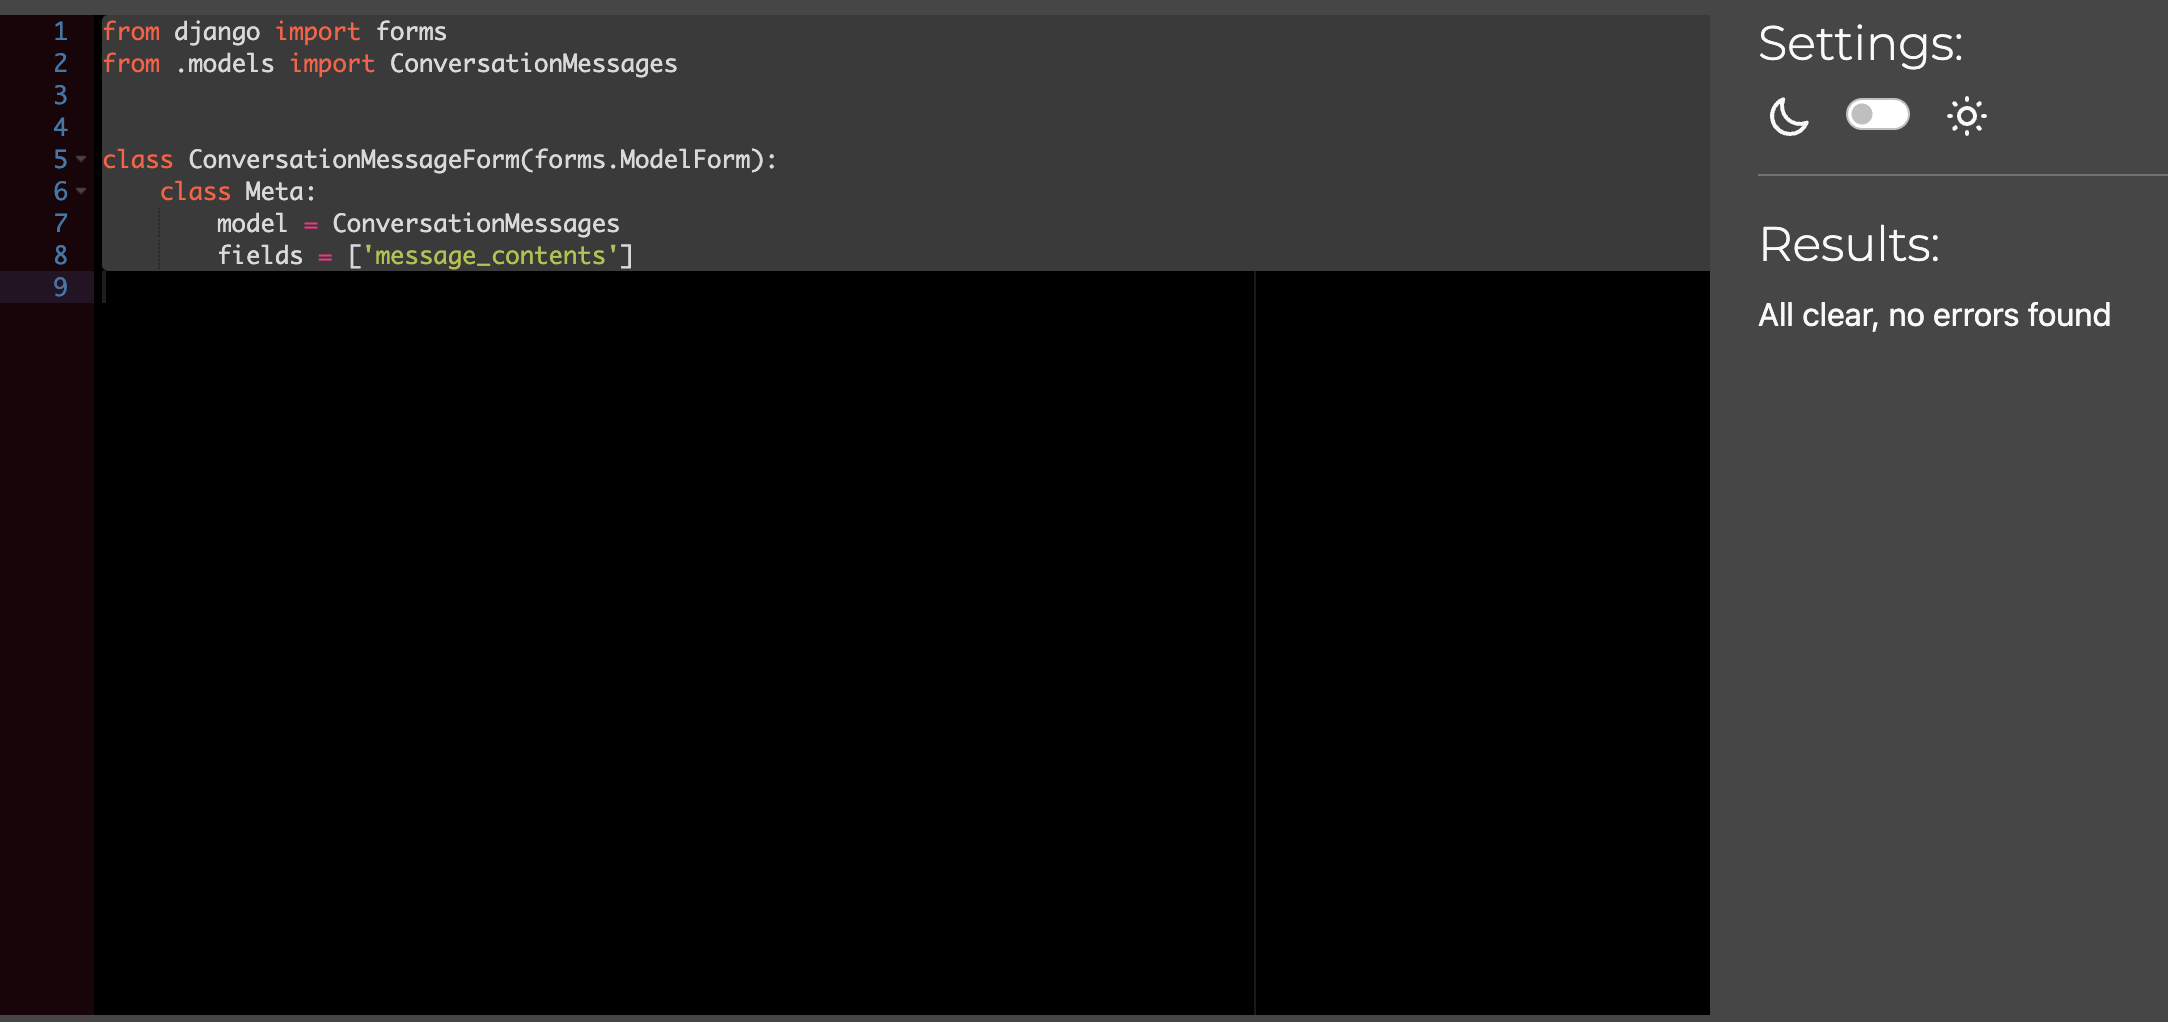 1 from django import forms
2 from .models import ConversationMessages
3
4
5 class ConversationMessageForm(forms.ModelForm):
6     class Meta:
7         model = ConversationMessages
8         fields = ['message_contents']
9
Settings:
Results:
All clear, no errors found